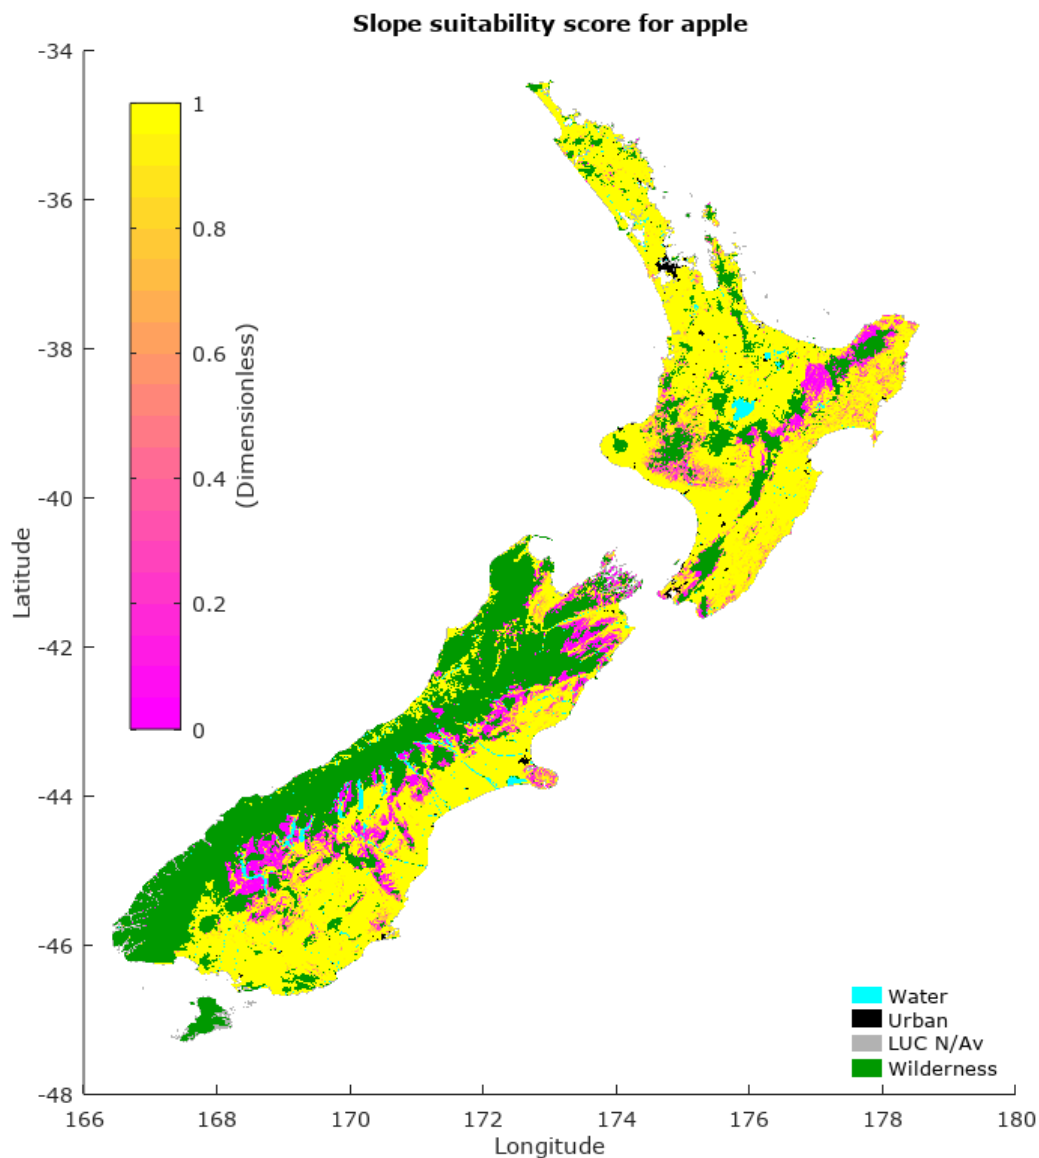 Slope suitability score for apple
-34
-36
-38
-40
-42
-44
-46
-48
Latitude
1
0.8
0.6
0.4
0.2
0
(Dimensionless)
Water
Urban
LUC N/Av
Wilderness
166 168 170 172 174 176 178 180
Longitude